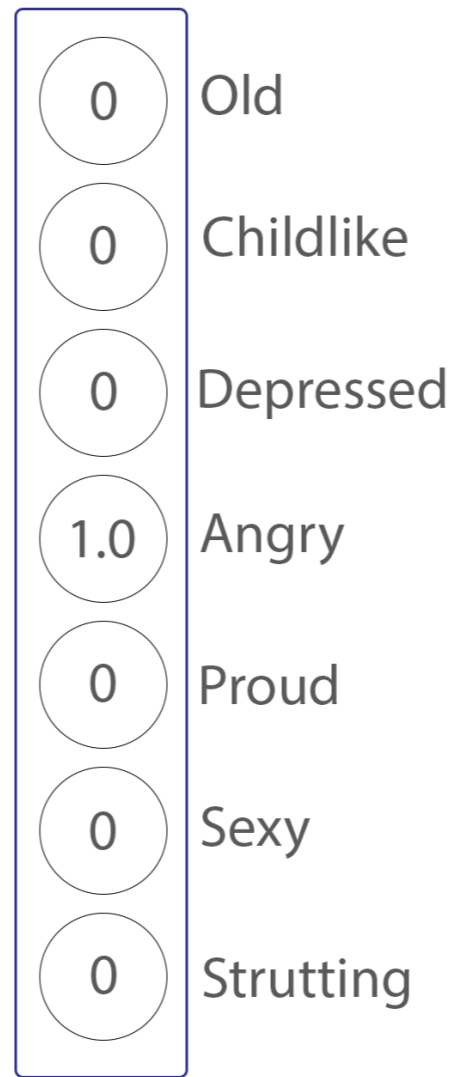 0 Old
0 Childlike
0 Depressed
1.0 Angry
0 Proud
0 Sexy
0 Strutting